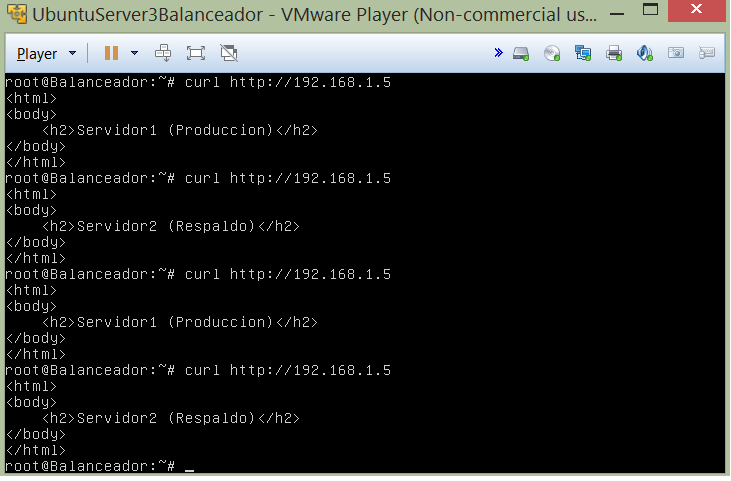 UbuntuServer3Balanceador - VMware Player (Non-commercial us...
Player
root@Balanceador:~# curl http://192.168.1.5
<html>
<body>
    <h2>Servidor1 (Produccion)</h2>
</body>
</html>
root@Balanceador:~# curl http://192.168.1.5
<html>
<body>
    <h2>Servidor2 (Respaldo)</h2>
</body>
</html>
root@Balanceador:~# curl http://192.168.1.5
<html>
<body>
    <h2>Servidor1 (Produccion)</h2>
</body>
</html>
root@Balanceador:~# curl http://192.168.1.5
<html>
<body>
    <h2>Servidor2 (Respaldo)</h2>
</body>
</html>
root@Balanceador:~# _